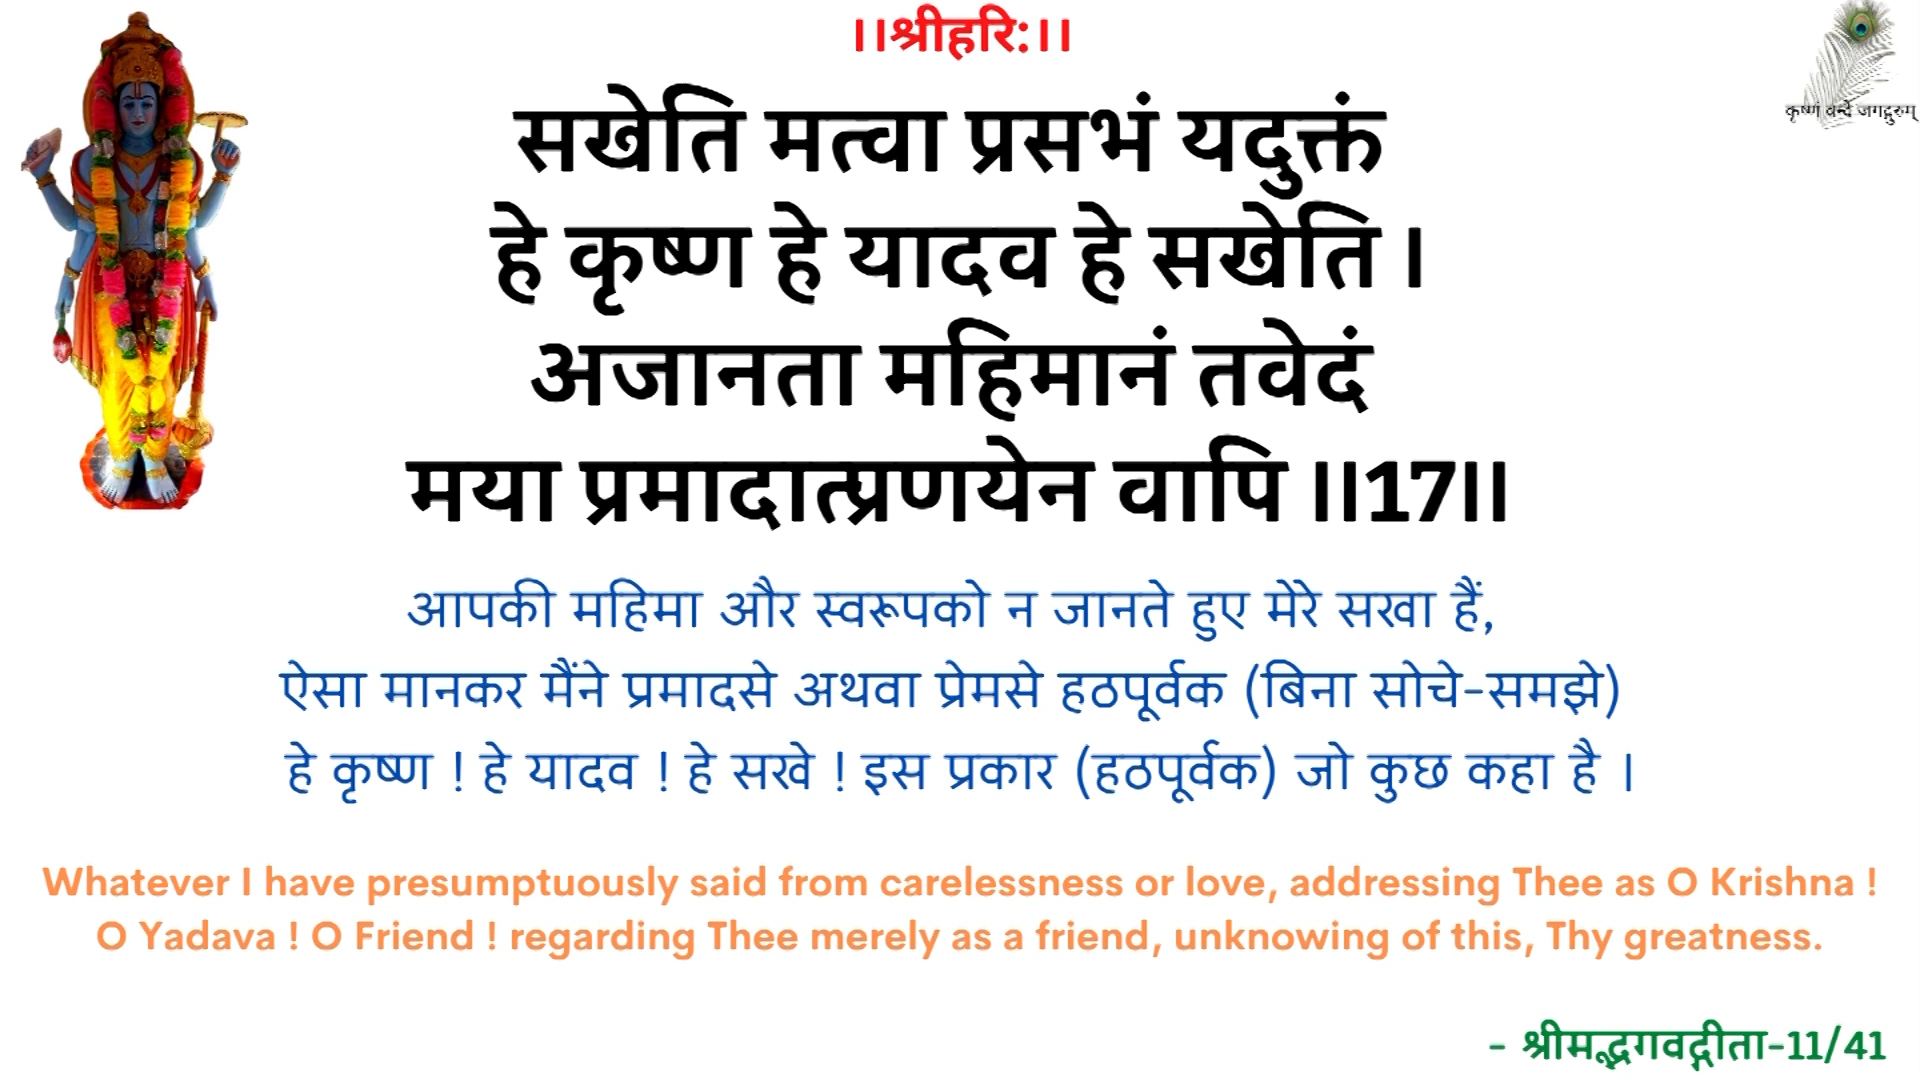 ।।श्रीहरि:।।
कृष्णं वन्दे जगद्गुरुम्
सखेति मत्वा प्रसभं यदुक्तं
हे कृष्ण हे यादव हे सखेति ।
अजानता महिमानं तवेदं
मया प्रमादात्प्रणयेन वापि ।।17।।
आपकी महिमा और स्वरूपको न जानते हुए मेरे सखा हैं,
ऐसा मानकर मैंने प्रमादसे अथवा प्रेमसे हठपूर्वक (बिना सोचे-समझे)
हे कृष्ण ! हे यादव ! हे सखे ! इस प्रकार (हठपूर्वक) जो कुछ कहा है ।
Whatever I have presumptuously said from carelessness or love, addressing Thee as O Krishna !
O Yadava ! O Friend ! regarding Thee merely as a friend, unknowing of this, Thy greatness.
- श्रीमद्भगवद्गीता-11/41